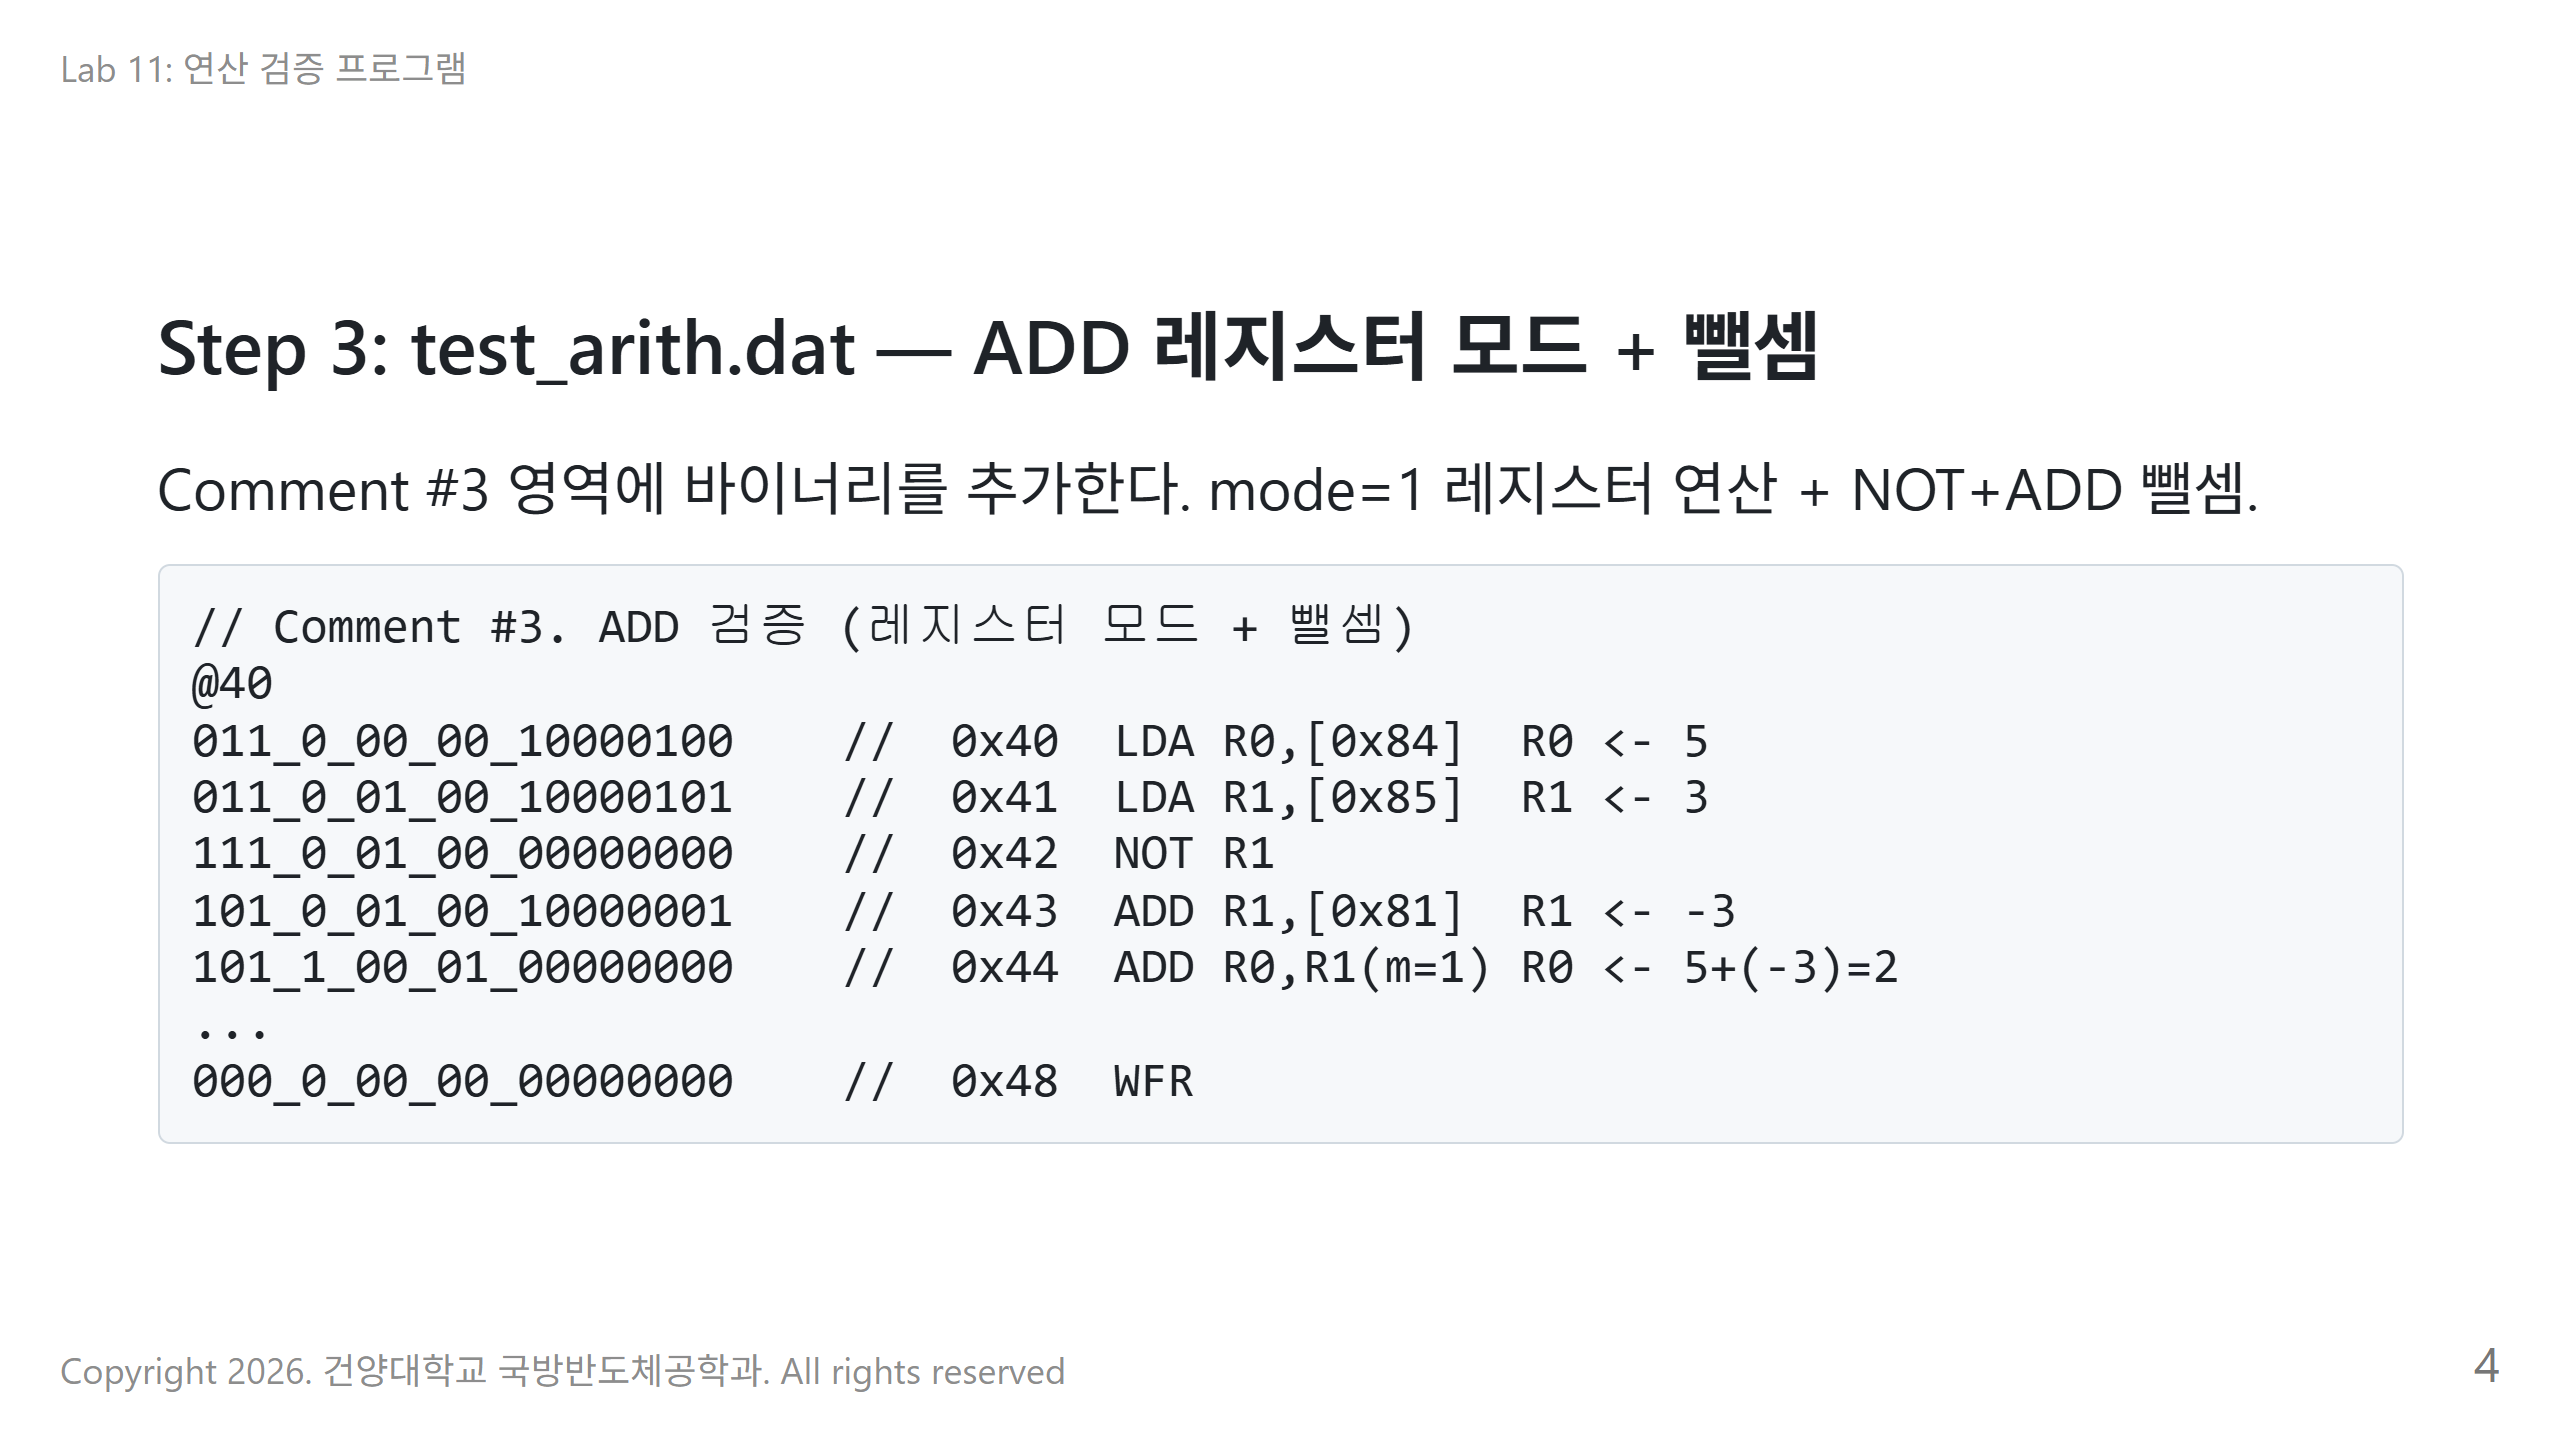 Lab 11: 연산 검증 프로그램
Step 3: test_arith.dat — ADD 레지스터 모드 + 뺄셈
Comment #3 영역에 바이너리를 추가한다. mode=1 레지스터 연산 + NOT+ADD 뺄셈.
// Comment #3. ADD 검증 (레지스터 모드 + 뺄셈)
@40
011_0_00_00_10000100    //  0x40  LDA R0,[0x84]  R0 <- 5
011_0_01_00_10000101    //  0x41  LDA R1,[0x85]  R1 <- 3
111_0_01_00_00000000    //  0x42  NOT R1
101_0_01_00_10000001    //  0x43  ADD R1,[0x81]  R1 <- -3
101_1_00_01_00000000    //  0x44  ADD R0,R1(m=1) R0 <- 5+(-3)=2
...
000_0_00_00_00000000    //  0x48  WFR
Copyright 2026. 건양대학교 국방반도체공학과. All rights reserved
4